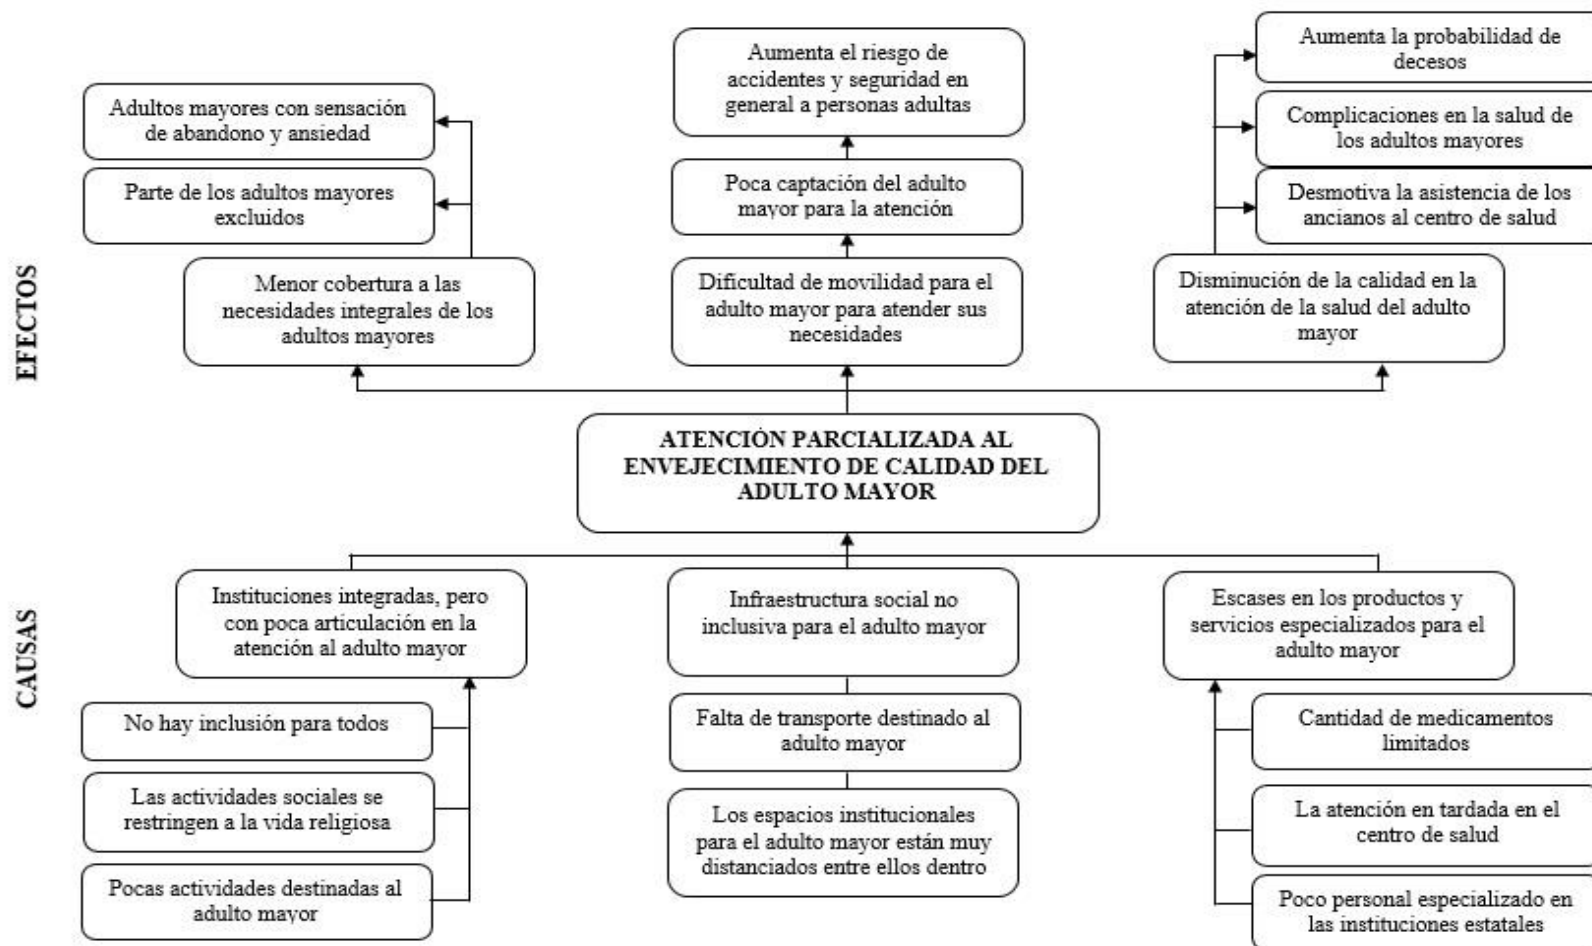 Aumenta el riesgo de
accidentes y seguridad en
general a personas adultas
Aumenta la probabilidad de
decesos
Adultos mayores con sensación
de abandono y ansiedad
Complicaciones en la salud de
los adultos mayores
Parte de los adultos mayores
excluidos
Poca captación del adulto
mayor para la atención
Desmotiva la asistencia de los
ancianos al centro de salud
EFECTOS
Menor cobertura a las
necesidades integrales de los
adultos mayores
Dificultad de movilidad para el
adulto mayor para atender sus
necesidades
Disminución de la calidad en la
atención de la salud del adulto
mayor
ATENCIÓN PARCIALIZADA AL
ENVEJECIMIENTO DE CALIDAD DEL
ADULTO MAYOR
CAUSAS
Instituciones integradas, pero
con poca articulación en la
atención al adulto mayor
Infraestructura social no
inclusiva para el adulto mayor
Escases en los productos y
servicios especializados para el
adulto mayor
No hay inclusión para todos
Falta de transporte destinado al
adulto mayor
Cantidad de medicamentos
limitados
Las actividades sociales se
restringen a la vida religiosa
Los espacios institucionales
para el adulto mayor están muy
distanciados entre ellos dentro
La atención en tardada en el
centro de salud
Pocas actividades destinadas al
adulto mayor
Poco personal especializado en
las instituciones estatales